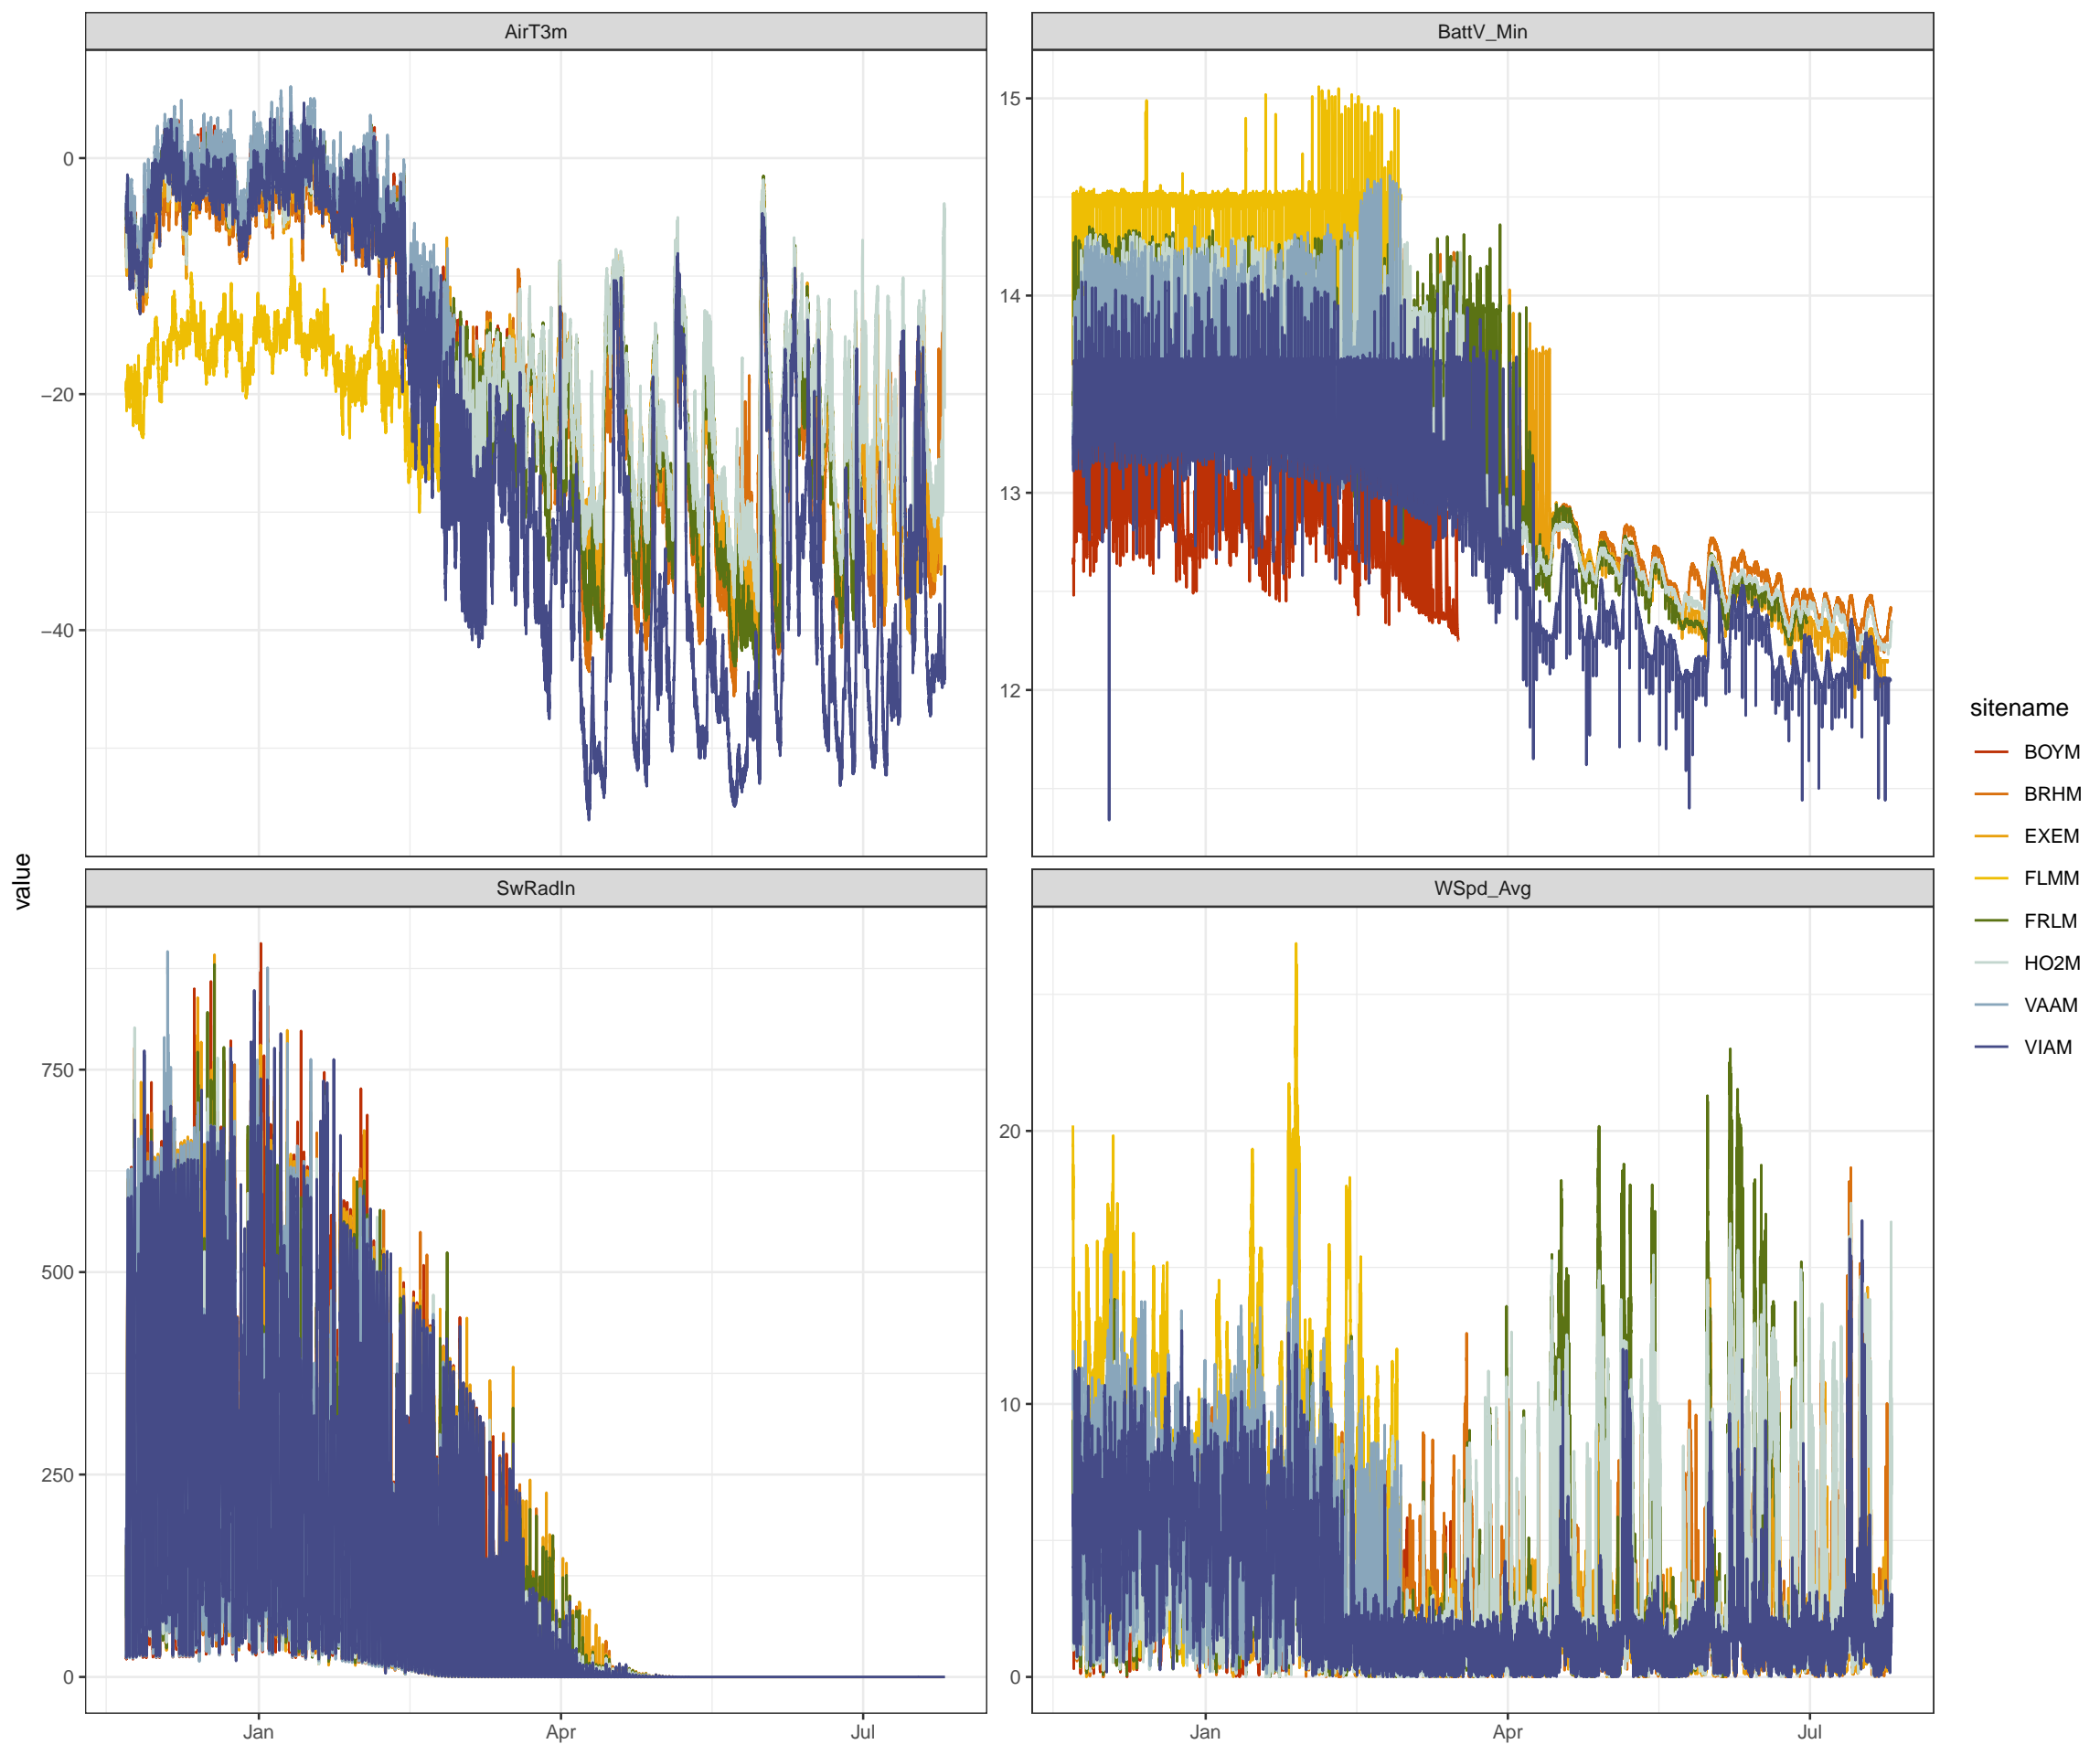 AirT3m
BattV_Min
0
−20
−40
15
14
13
12
value
SwRadIn
WSpd_Avg
750
500
250
0
20
10
0
Jan
Apr
Jul
Jan
Apr
Jul
sitename
BOYM
BRHM
EXEM
FLMM
FRLM
HO2M
VAAM
VIAM